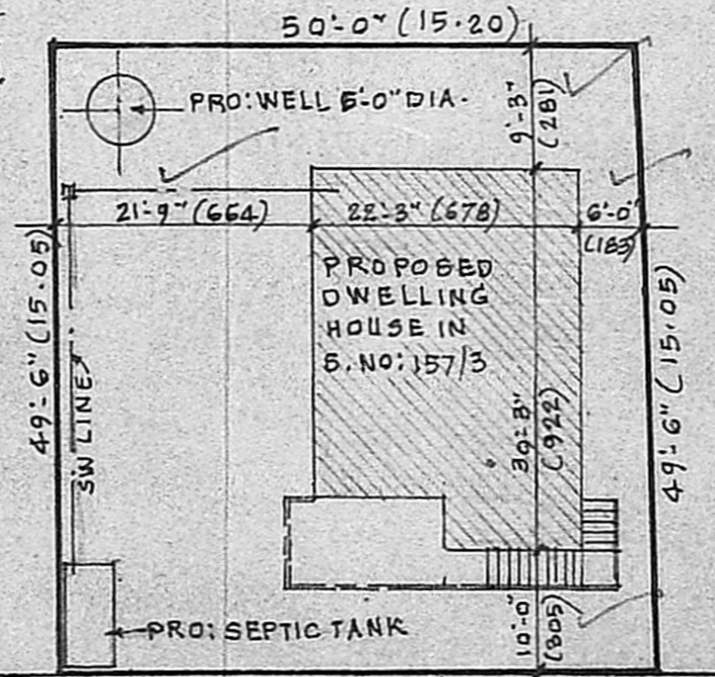 50'-0" (15.20)
PRO: WELL 6'-0" DIA.
9'-3"
(281)
21'-9" (664)
22'-3" (678)
6'-0"
(183)
PROPOSED
DWELLING
HOUSE IN
S.NO: 157/3
49'-6" (15.05)
SW LINE
30'-3"
(922)
49'-6" (15.05)
PRO: SEPTIC TANK
10'-0"
(305)